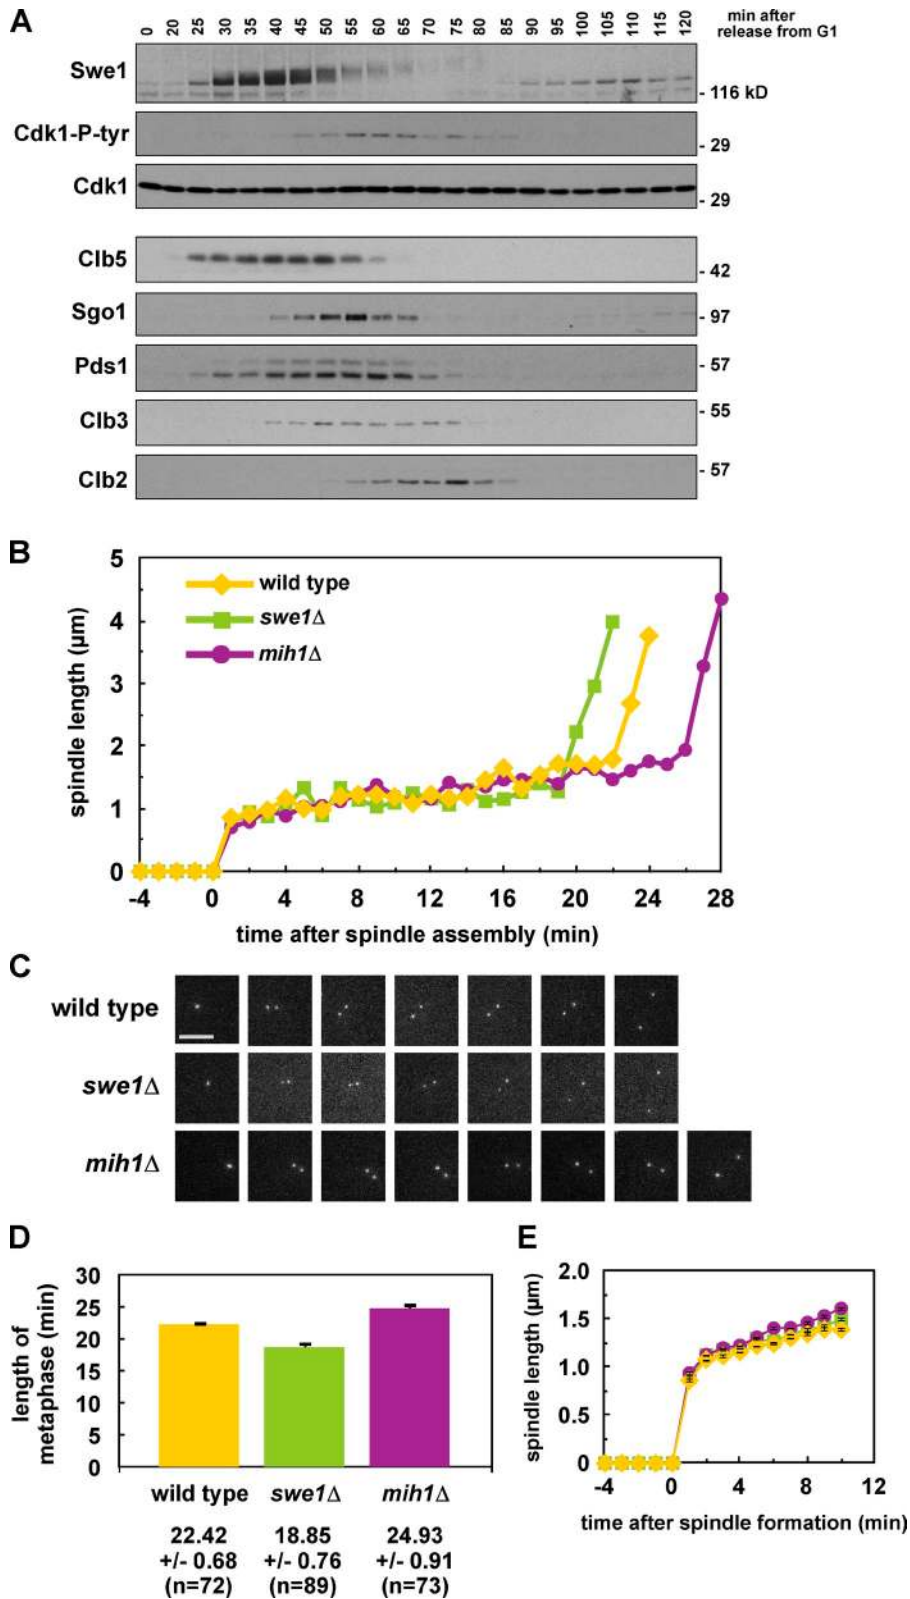 A
0 20 25 30 35 40 45 50 55 60 65 70 75 80 85 90 95 100 105 110 115 120
min after
release from G1
Swe1
- 116 kD
Cdk1-P-tyr
- 29
Cdk1
- 29
Clb5
- 42
Sgo1
- 97
Pds1
- 57
Clb3
- 55
Clb2
- 57
B
5
4
3
2
1
0
spindle length (µm)
wild type
swe1Δ
mih1Δ
-4 0 4 8 12 16 20 24 28
time after spindle assembly (min)
C
wild type
swe1Δ
mih1Δ
D
length of
metaphase (min)
30
25
20
15
10
5
0
wild type swe1Δ mih1Δ
22.42 18.85 24.93
+/- 0.68 +/- 0.76 +/- 0.91
(n=72) (n=89) (n=73)
E
spindle length (µm)
2.0
1.5
1.0
0.5
0
-4 0 4 8 12
time after spindle formation (min)